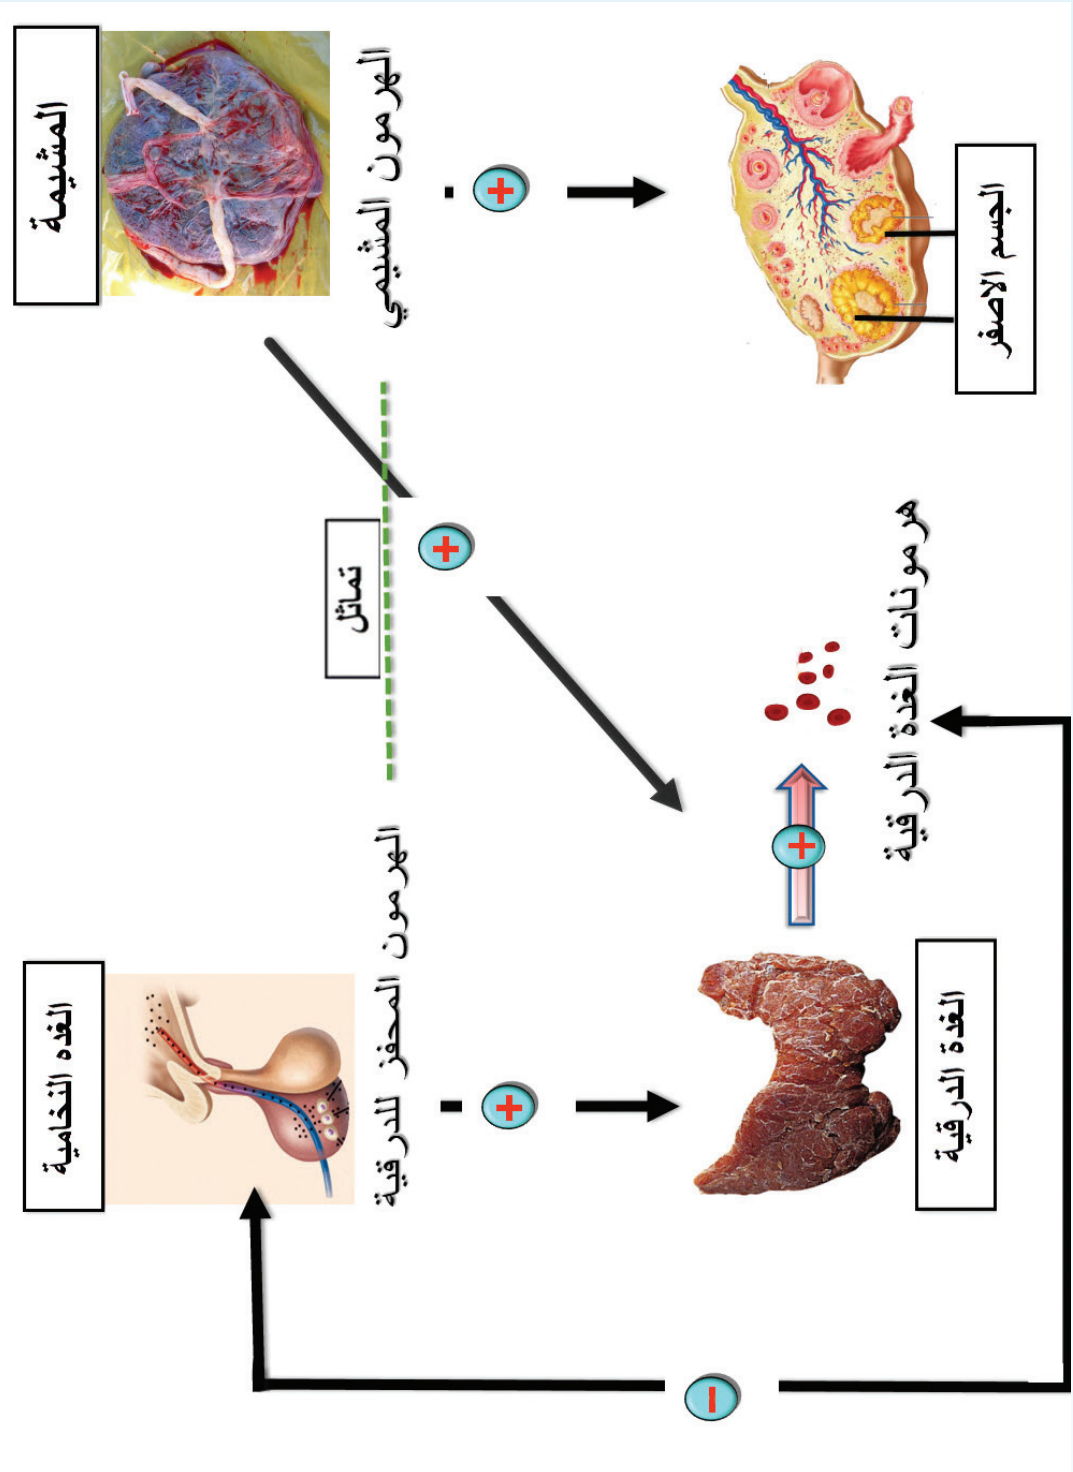 المشيمة
الغده النخامية
الهرمون المشيمي
تماثل
الهرمون المحفز للدرقية
+
+
+
الجسم الاصفر
+
هرمونات الغدة الدرقية
الغدة الدرقية
-